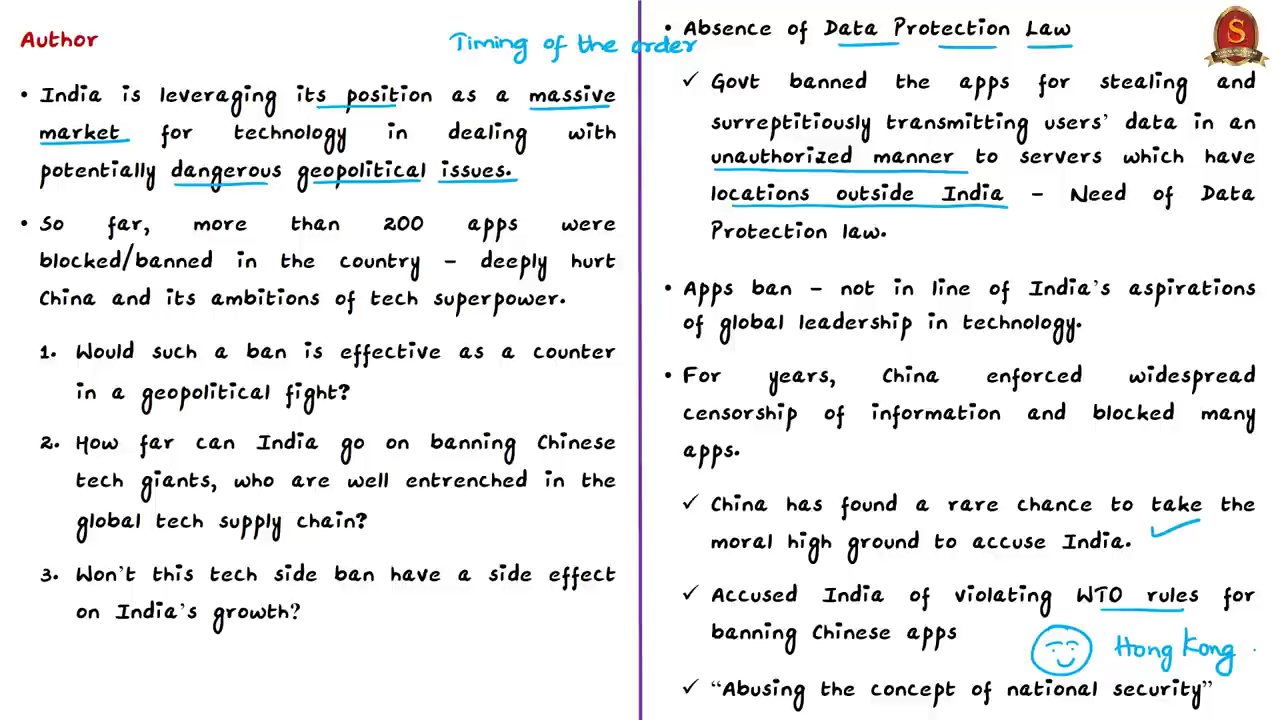 Author
Timing of the order
• India is leveraging its position as a massive
market for technology in dealing with
potentially dangerous geopolitical issues.
• So far, more than 200 apps were
blocked/banned in the country – deeply hurt
China and its ambitions of tech superpower.
1. Would such a ban is effective as a counter
in a geopolitical fight?
2. How far can India go on banning Chinese
tech giants, who are well entrenched in the
global tech supply chain?
3. Won't this tech side ban have a side effect
on India's growth?
• Absence of Data Protection Law
✓ Govt banned the apps for stealing and
surreptitiously transmitting users' data in an
unauthorized manner to servers which have
locations outside India – Need of Data
Protection law.
• Apps ban – not in line of India's aspirations
of global leadership in technology.
• For years, China enforced widespread
censorship of information and blocked many
apps.
✓ China has found a rare chance to take the
moral high ground to accuse India.
✓ Accused India of violating WTO rules for
banning Chinese apps
Hong Kong
✓ "Abusing the concept of national security"
S